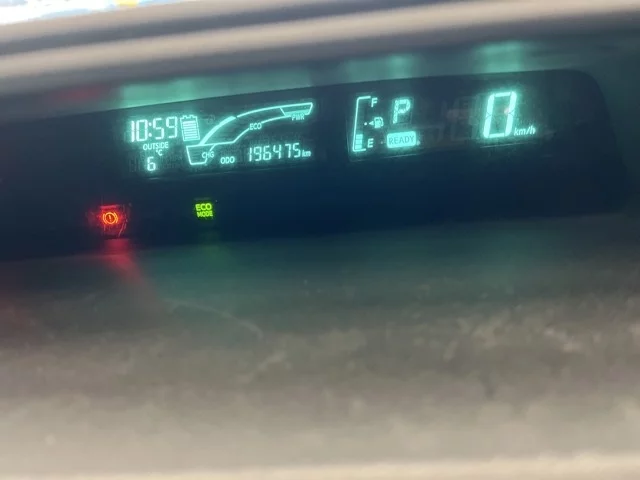 10:59
OUTSIDE
6 °C
ECO
PWR
CHG
ODO 196475 km
F
E
P
READY
0 km/h
ECO
MODE